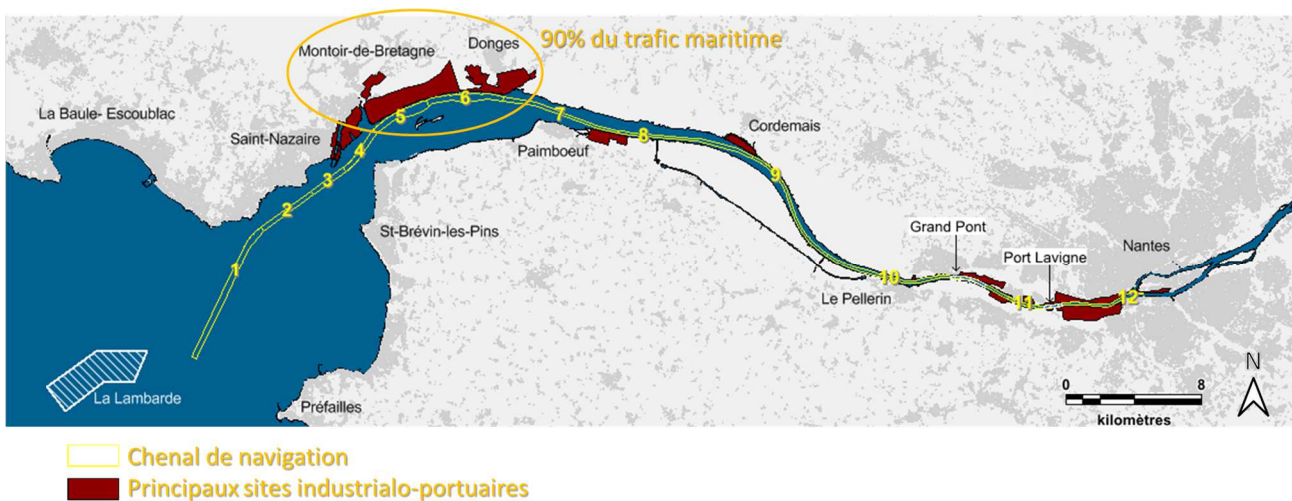 90% du trafic maritime
Montoir-de-Bretagne
Donges
La Baule- Escoublac
Saint-Nazaire
Cordemais
Paimboeuf
St-Brévin-les-Pins
Grand Pont
Port Lavigne
Nantes
Le Pellerin
La Lambarde
Préfailles
1
2
3
4
5
6
7
8
9
10
11
12
N
0 8
kilomètres
Chenal de navigation
Principaux sites industrialo-portuaires